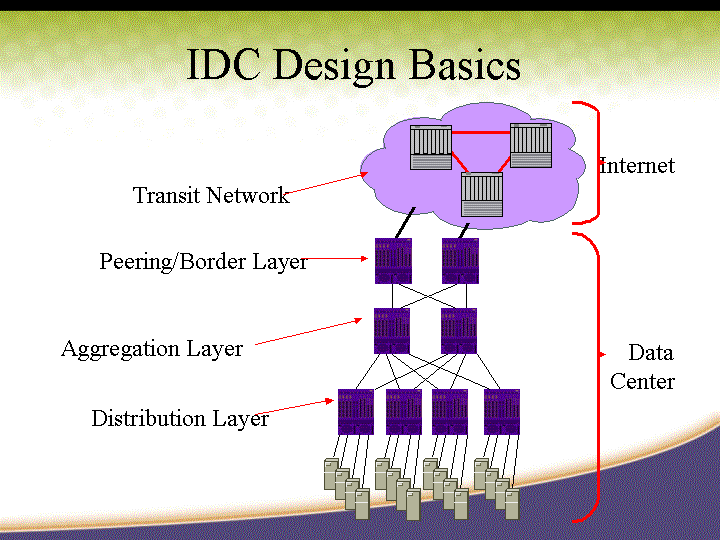 IDC Design Basics
Internet
Transit Network
Peering/Border Layer
Aggregation Layer
Data
Center
Distribution Layer